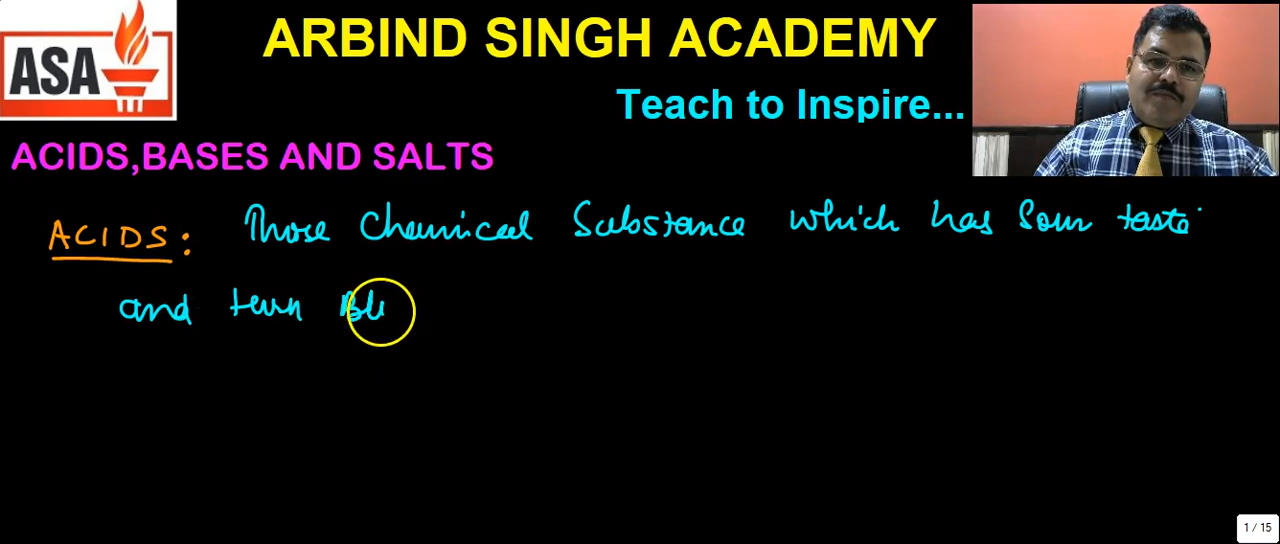 ASA
ARBIND SINGH ACADEMY
Teach to Inspire...
ACIDS,BASES AND SALTS
ACIDS: Those Chemical Substance which has Sour taste
and turn Bl
1 / 15